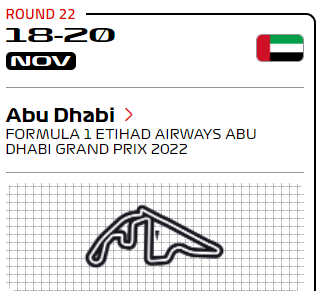 ROUND 22
18-20
NOV
Abu Dhabi
FORMULA 1 ETIHAD AIRWAYS ABU
DHABI GRAND PRIX 2022